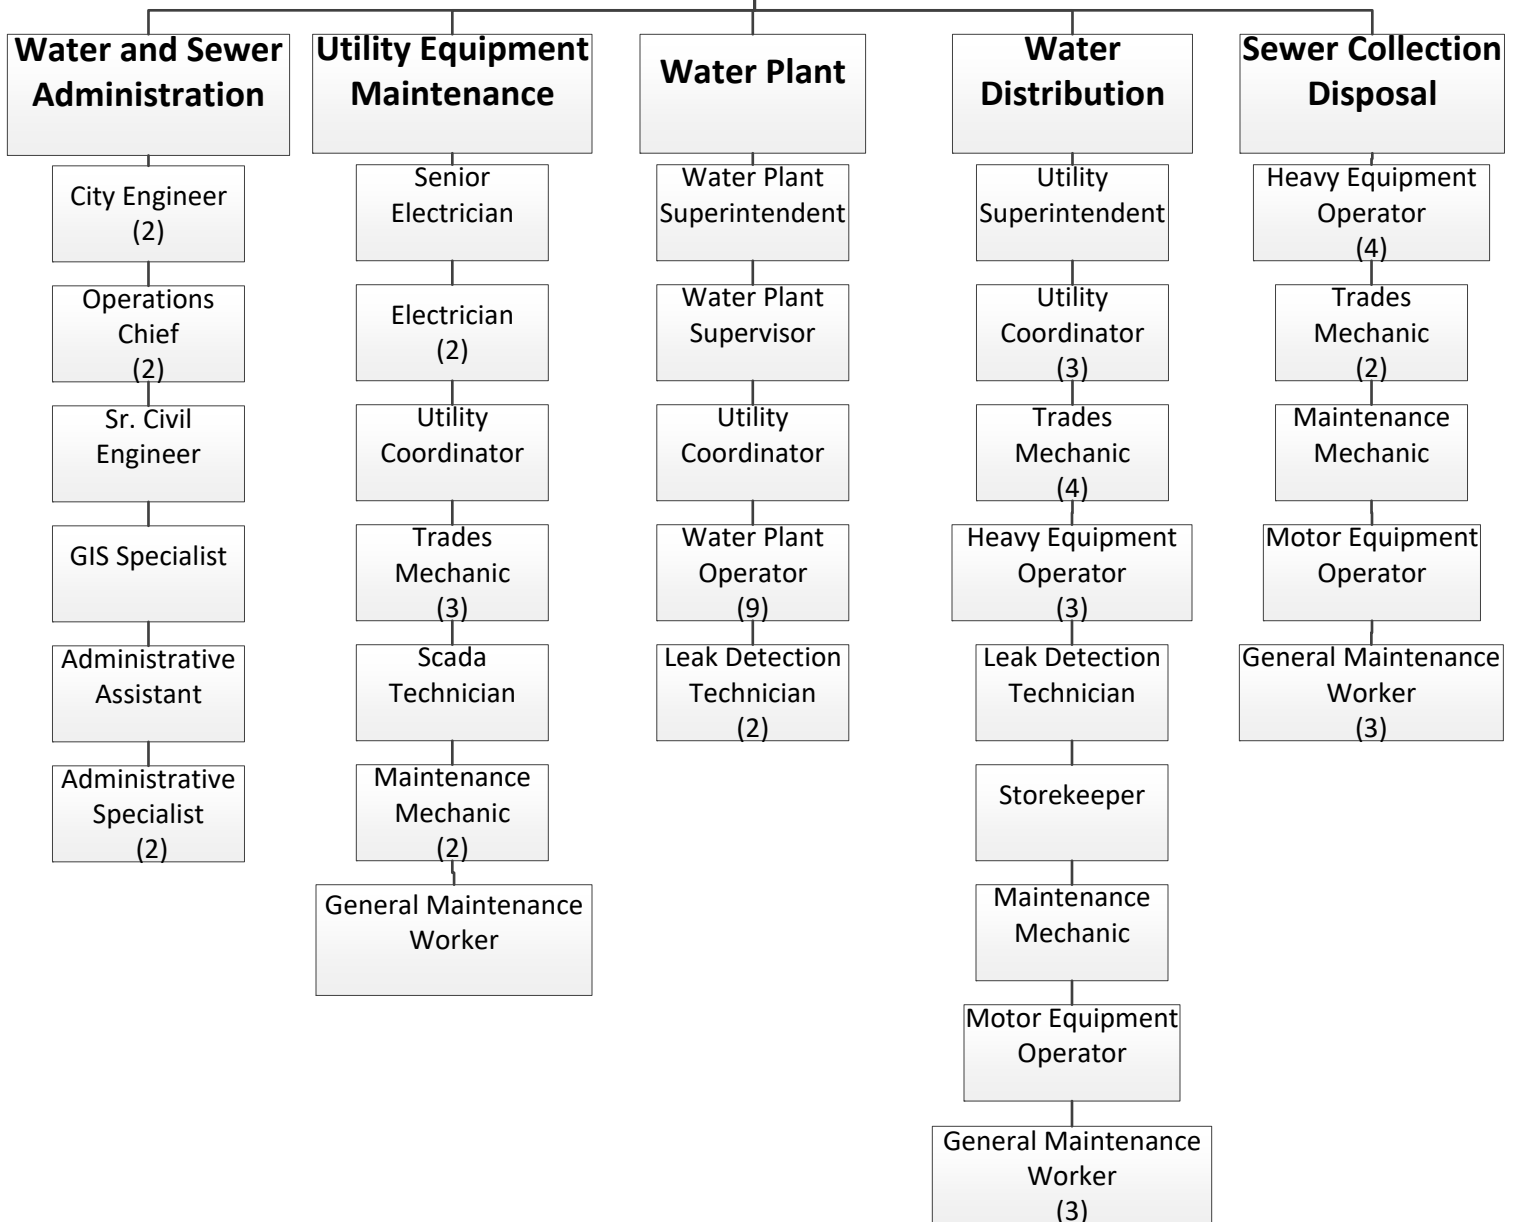 Water and Sewer
Administration
City Engineer
(2)
Operations
Chief
(2)
Sr. Civil
Engineer
GIS Specialist
Administrative
Assistant
Administrative
Specialist
(2)
Utility Equipment
Maintenance
Senior
Electrician
Electrician
(2)
Utility
Coordinator
Trades
Mechanic
(3)
Scada
Technician
Maintenance
Mechanic
(2)
General Maintenance
Worker
Water Plant
Water Plant
Superintendent
Water Plant
Supervisor
Utility
Coordinator
Water Plant
Operator
(9)
Leak Detection
Technician
(2)
Water
Distribution
Utility
Superintendent
Utility
Coordinator
(3)
Trades
Mechanic
(4)
Heavy Equipment
Operator
(3)
Leak Detection
Technician
Storekeeper
Maintenance
Mechanic
Motor Equipment
Operator
General Maintenance
Worker
(3)
Sewer Collection
Disposal
Heavy Equipment
Operator
(4)
Trades
Mechanic
(2)
Maintenance
Mechanic
Motor Equipment
Operator
General Maintenance
Worker
(3)